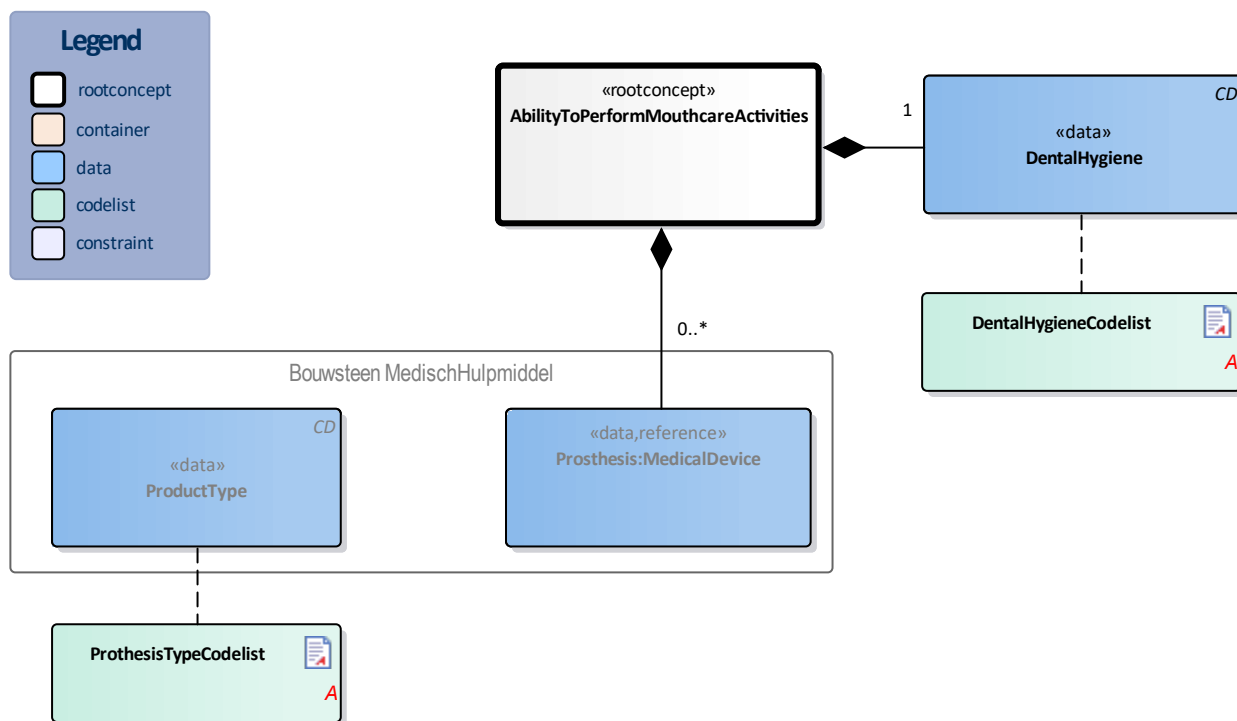 Legend
rootconcept
container
data
codelist
constraint
«rootconcept»
AbilityToPerformMouthcareActivities
1
CD
«data»
DentalHygiene
DentalHygieneCodelist
A
0..*
Bouwsteen MedischHulpmiddel
CD
«data»
ProductType
«data,reference»
Prosthesis:MedicalDevice
ProthesisTypeCodelist
A